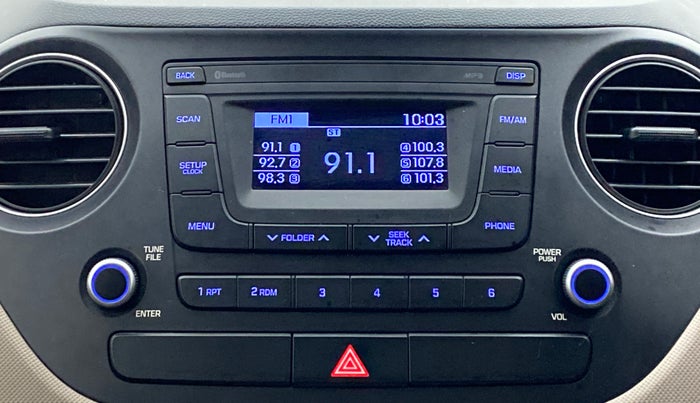 BACK Bluetooth MP3 DISP
SCAN FM1 10:03 FM/AM
ST
91.1 1 4 100.3
SETUP CLOCK 92.7 2 91.1 5 107.8 MEDIA
98.3 3 6 101.3
MENU FOLDER SEEK TRACK PHONE
TUNE FILE POWER PUSH
1 RPT 2 RDM 3 4 5 6
ENTER VOL